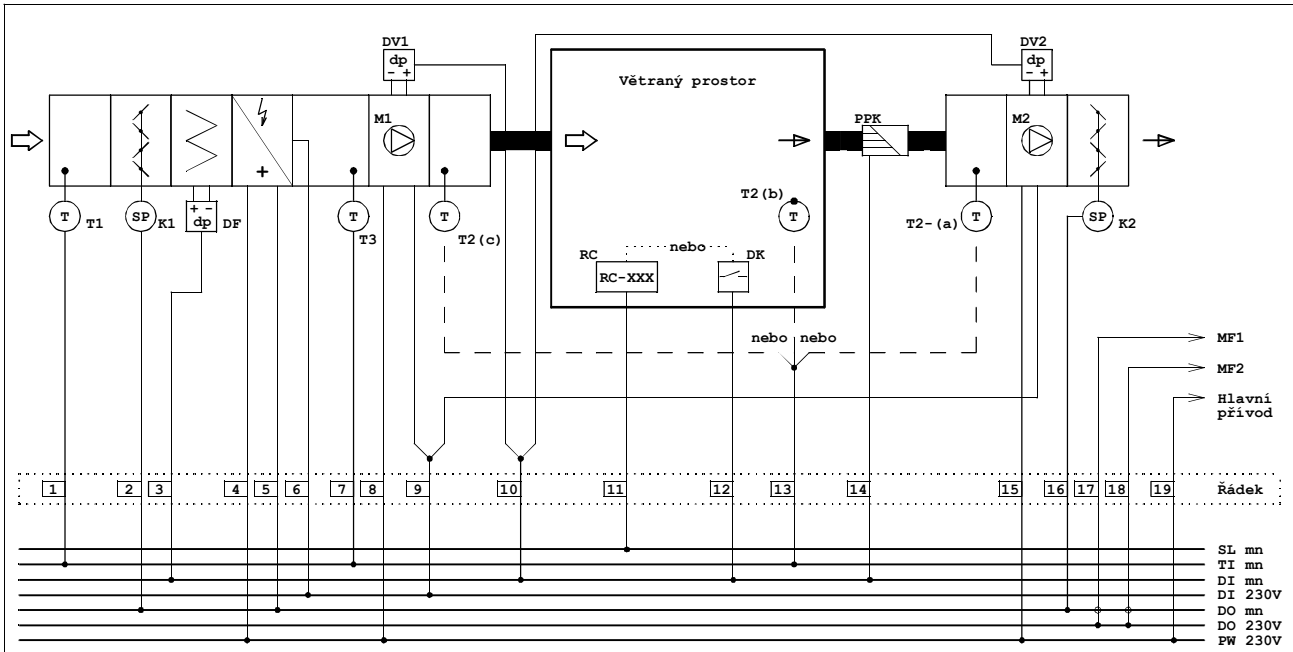 DV1
dp
- +
DV2
dp
- +
Větraný prostor
M1
PPK
M2
+
T2(b)
T
T
T1
SP
K1
+ -
dp
DF
T
T3
T
T2(c)
T2-(a)
T
SP
K2
RC
nebo
DK
RC-XXX
nebo nebo
MF1
MF2
Hlavní
přívod
1 2 3 4 5 6 7 8 9 10 11 12 13 14 15 16 17 18 19 Řádek
SL mn
TI mn
DI mn
DI 230V
DO mn
DO 230V
PW 230V